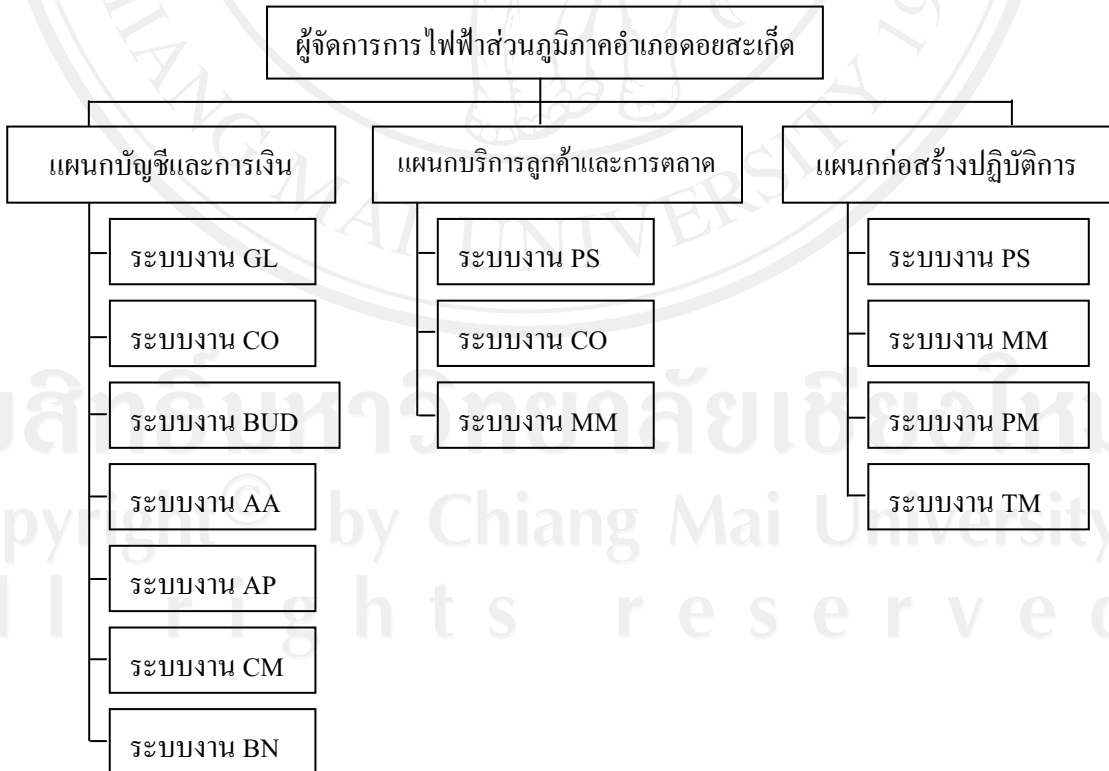 ผู้จัดการการไฟฟ้าส่วนภูมิภาคอำเภอดอยสะเก็ด
แผนกบัญชีและการเงิน
ระบบงาน GL
ระบบงาน CO
ระบบงาน BUD
ระบบงาน AA
ระบบงาน AP
ระบบงาน CM
ระบบงาน BN
แผนกบริการลูกค้าและการตลาด
ระบบงาน PS
ระบบงาน CO
ระบบงาน MM
แผนกก่อสร้างปฏิบัติการ
ระบบงาน PS
ระบบงาน MM
ระบบงาน PM
ระบบงาน TM
HIANG MAI UNIVERSITY 19
by Chiang Mai University
rights reserved